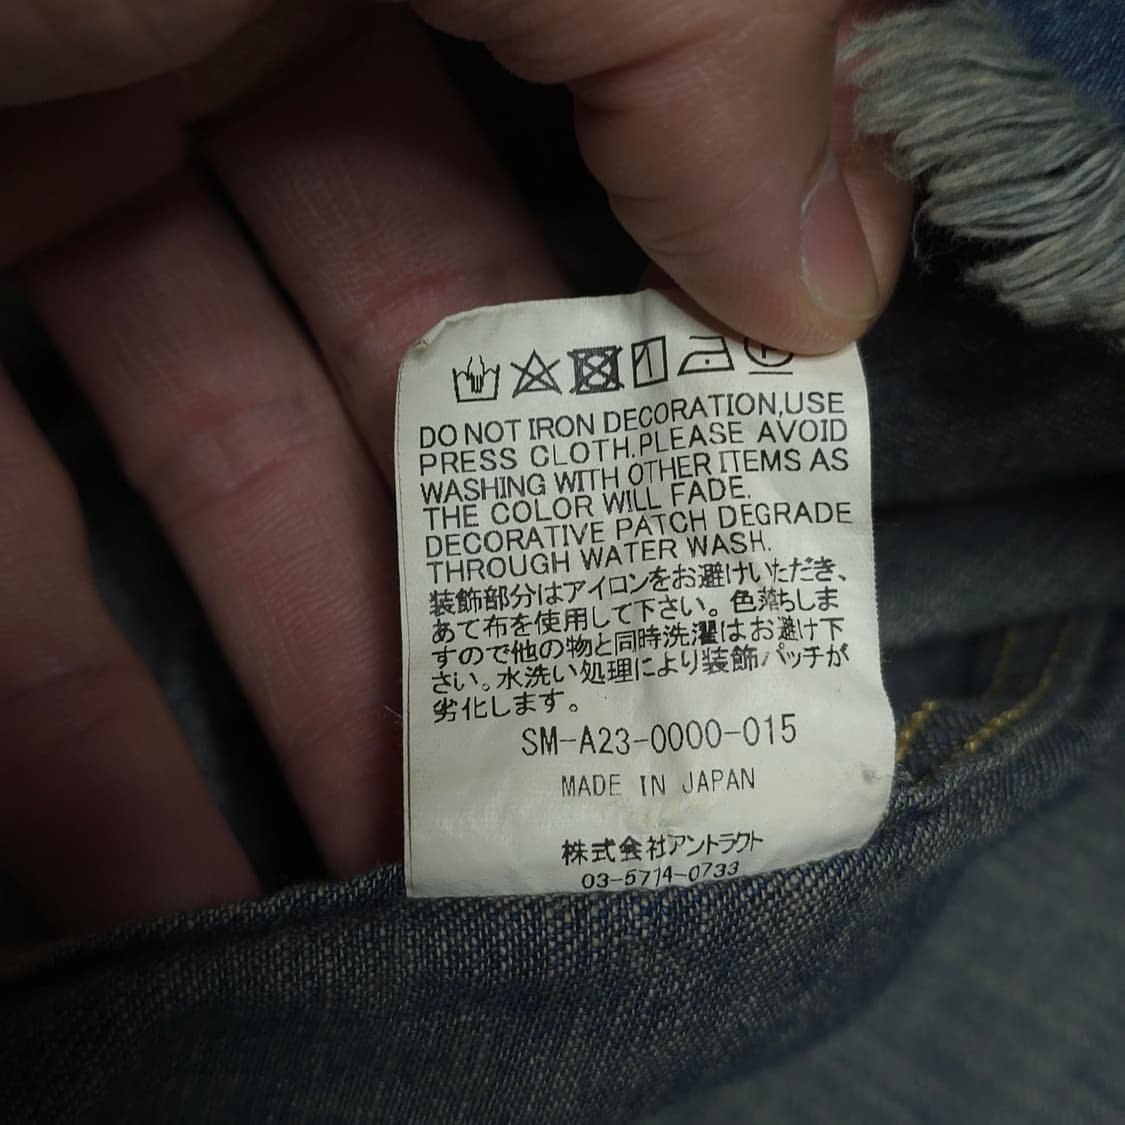 DO NOT IRON DECORATION,USE
PRESS CLOTH.PLEASE AVOID
WASHING WITH OTHER ITEMS AS
THE COLOR WILL FADE.
DECORATIVE PATCH DEGRADE
THROUGH WATER WASH.
装飾部分はアイロンをお避けいただき、
あて布を使用して下さい。色落ちしま
すので他の物と同時洗濯はお避け下
さい。水洗い処理により装飾パッチが
劣化します。
SM-A23-0000-015
MADE IN JAPAN
株式会社アントラクト
03-5714-0733